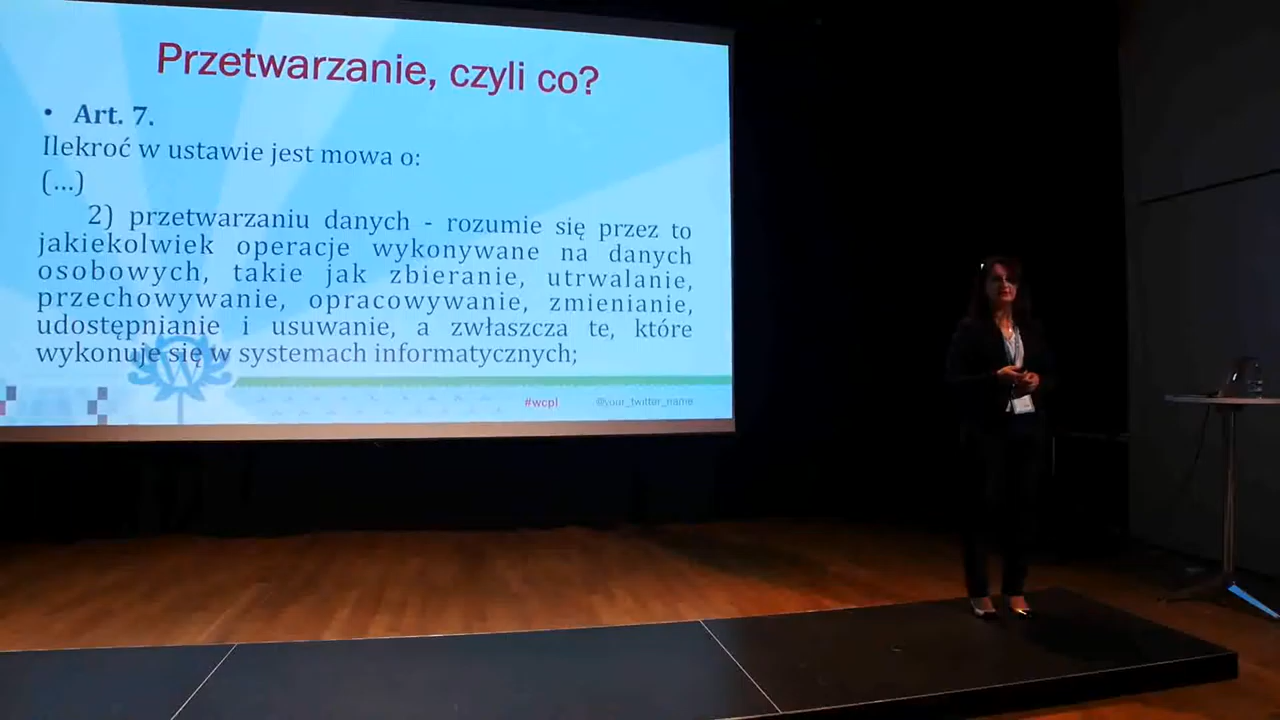 Przetwarzanie, czyli co?
• Art. 7.
Ilekroć w ustawie jest mowa o:
(...)
2) przetwarzaniu danych - rozumie się przez to
jakiekolwiek operacje wykonywane na danych
osobowych, takie jak zbieranie, utrwalanie,
przechowywanie, opracowywanie, zmienianie,
udostępnianie i usuwanie, a zwłaszcza te, które
wykonuje się w systemach informatycznych;
W
#wcpl @your_twitter_name